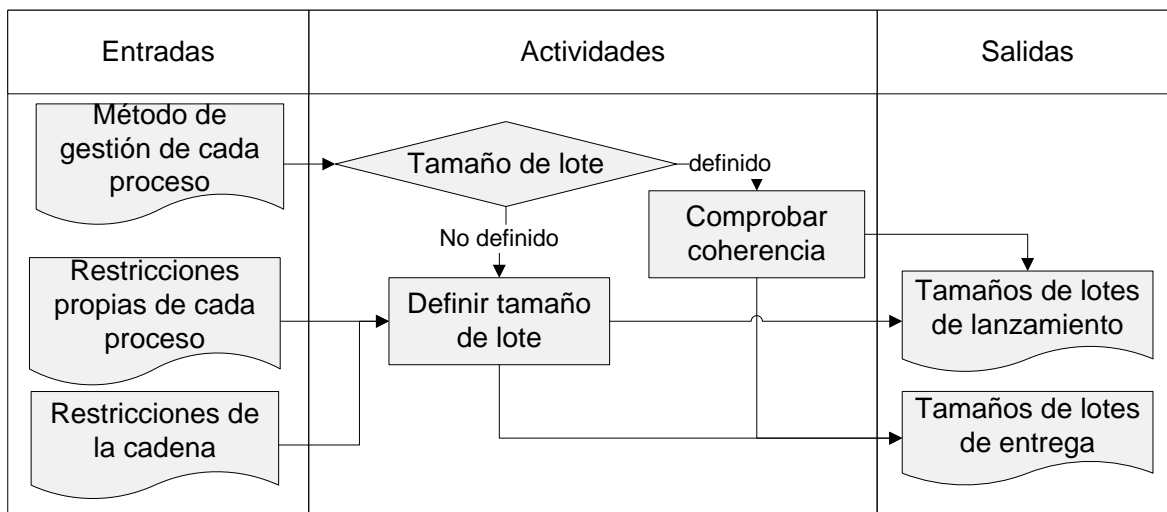 Entradas
Actividades
Salidas
Método de
gestión de cada
proceso
Tamaño de lote
definido
Comprobar
coherencia
No definido
Restricciones
propias de cada
proceso
Definir tamaño
de lote
Tamaños de lotes
de lanzamiento
Restricciones de
la cadena
Tamaños de lotes
de entrega